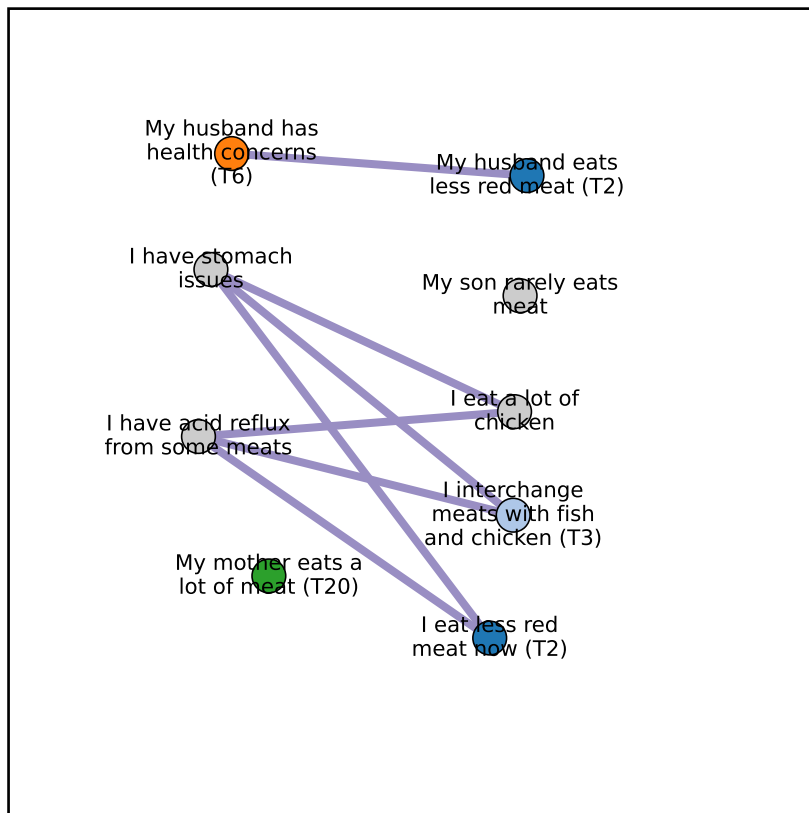 My husband has
health concerns
(T6)
My husband eats
less red meat (T2)
I have stomach
issues
My son rarely eats
meat
I eat a lot of
chicken
I have acid reflux
from some meats
I interchange
meats with fish
and chicken (T3)
My mother eats a
lot of meat (T20)
I eat less red
meat now (T2)